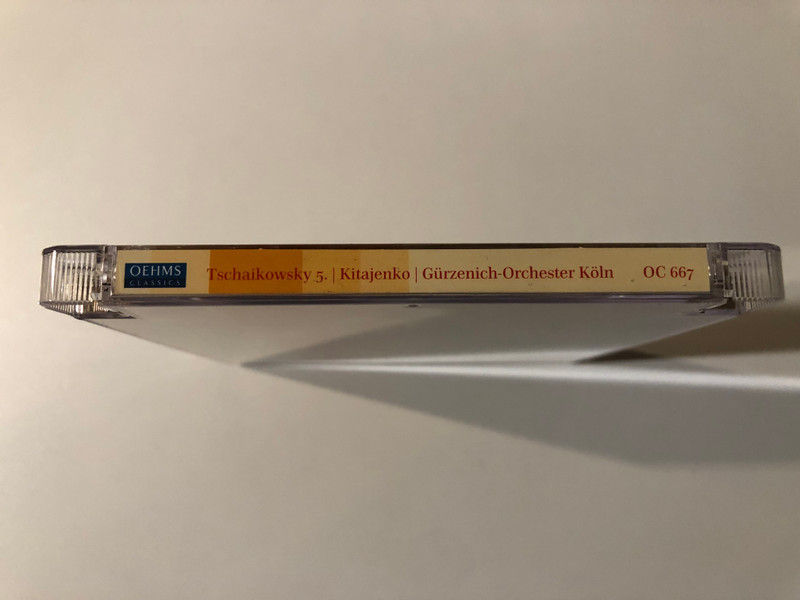 OEHMS
CLASSICS
Tschaikowsky 5. | Kitajenko | Gürzenich-Orchester Köln OC 667